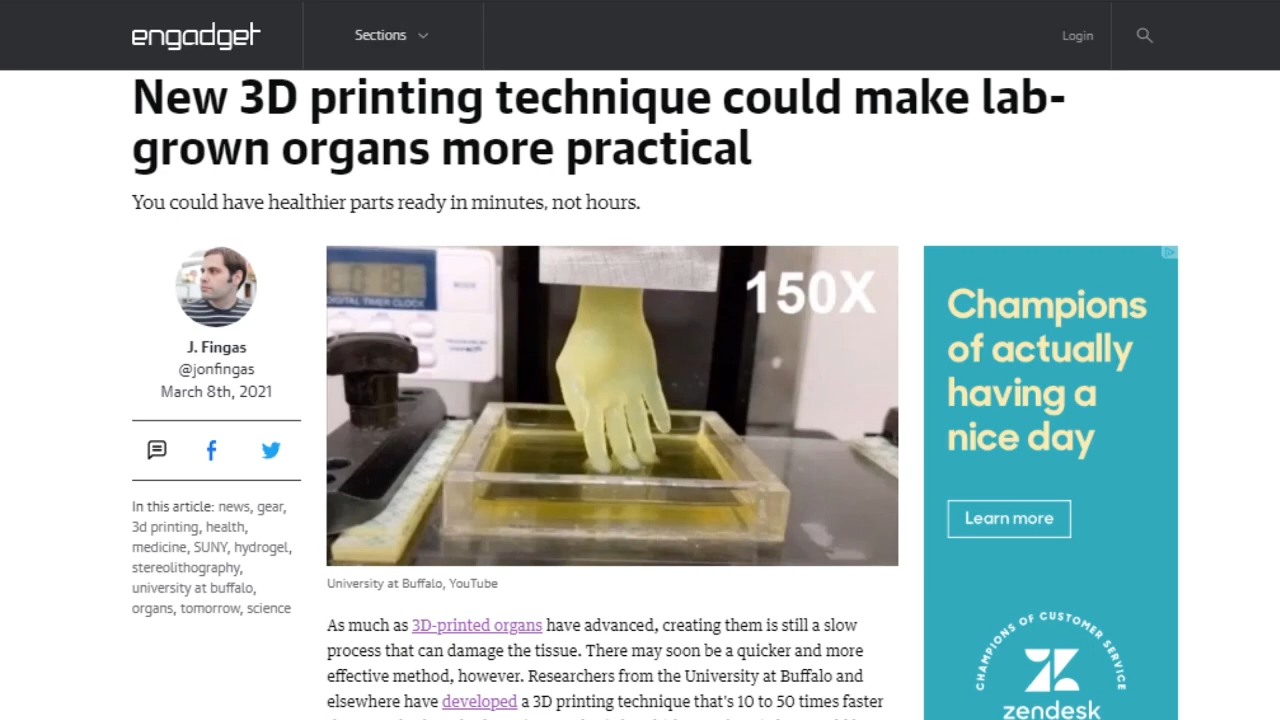 engadget
Sections
Login
New 3D printing technique could make lab-
grown organs more practical
You could have healthier parts ready in minutes, not hours.
J. Fingas
@jonfingas
March 8th, 2021
In this article: news, gear,
3d printing, health,
medicine, SUNY, hydrogel,
stereolithography,
university at buffalo,
organs, tomorrow, science
150X
DIGITAL TIMER CLOCK
University at Buffalo, YouTube
As much as 3D-printed organs have advanced, creating them is still a slow
process that can damage the tissue. There may soon be a quicker and more
effective method, however. Researchers from the University at Buffalo and
elsewhere have developed a 3D printing technique that's 10 to 50 times faster
Champions
of actually
having a
nice day
Learn more
CHAMPIONS OF CUSTOMER SERVICE
zendesk